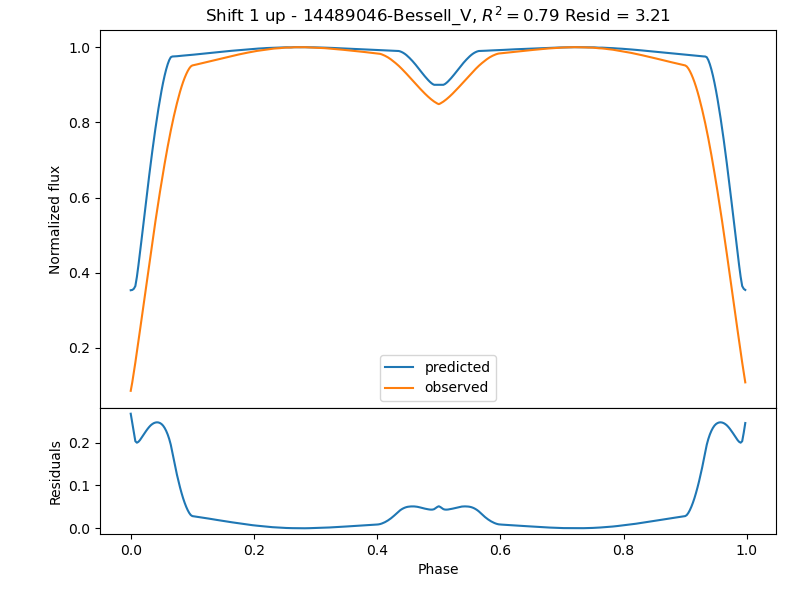 Shift 1 up - 14489046-Bessell_V, R² = 0.79 Resid = 3.21
Normalized flux
1.0
0.8
0.6
0.4
0.2
predicted
observed
Residuals
0.2
0.1
0.0
0.0 0.2 0.4 0.6 0.8 1.0
Phase